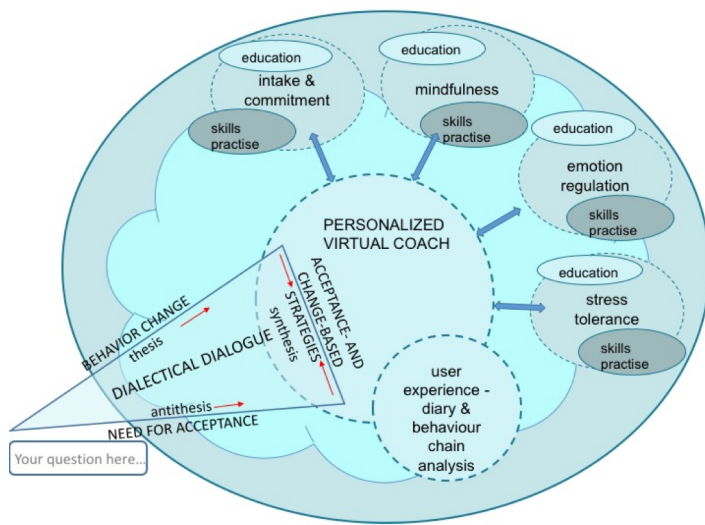 education
intake &
commitment
skills
practise
education
mindfulness
skills
practise
education
emotion
regulation
skills
practise
education
stress
tolerance
skills
practise
PERSONALIZED
VIRTUAL COACH
ACCEPTANCE- AND
CHANGE-BASED
STRATEGIES
synthesis
BEHAVIOR CHANGE
thesis
DIALECTICAL DIALOGUE
antithesis
NEED FOR ACCEPTANCE
Your question here...
user
experience -
diary &
behaviour
chain
analysis